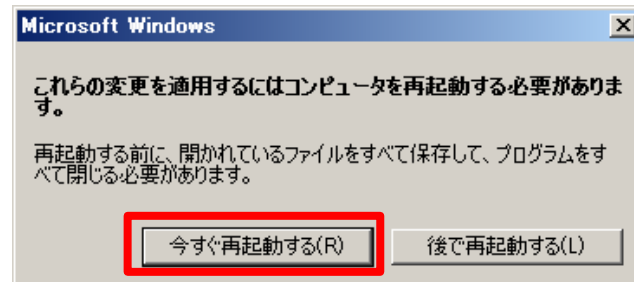 Microsoft Windows
これらの変更を適用するにはコンピュータを再起動する必要がありま
す。
再起動する前に、開かれているファイルをすべて保存して、プログラムをす
べて閉じる必要があります。
今すぐ再起動する(R) 後で再起動する(L)